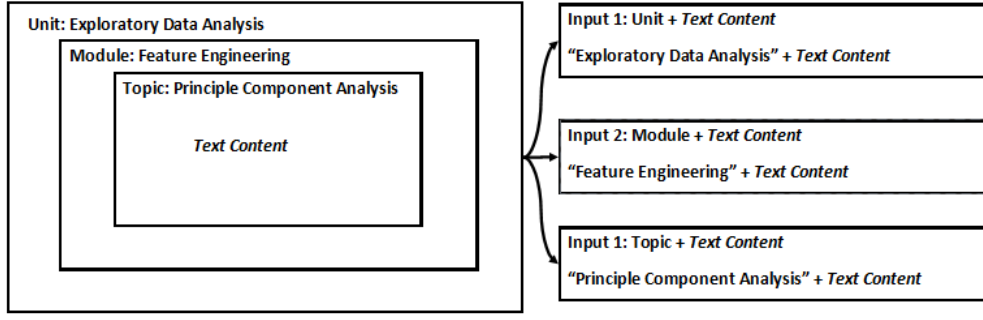 Unit: Exploratory Data Analysis
Module: Feature Engineering
Topic: Principle Component Analysis
Text Content
Input 1: Unit + Text Content
“Exploratory Data Analysis” + Text Content
Input 2: Module + Text Content
“Feature Engineering” + Text Content
Input 1: Topic + Text Content
“Principle Component Analysis” + Text Content